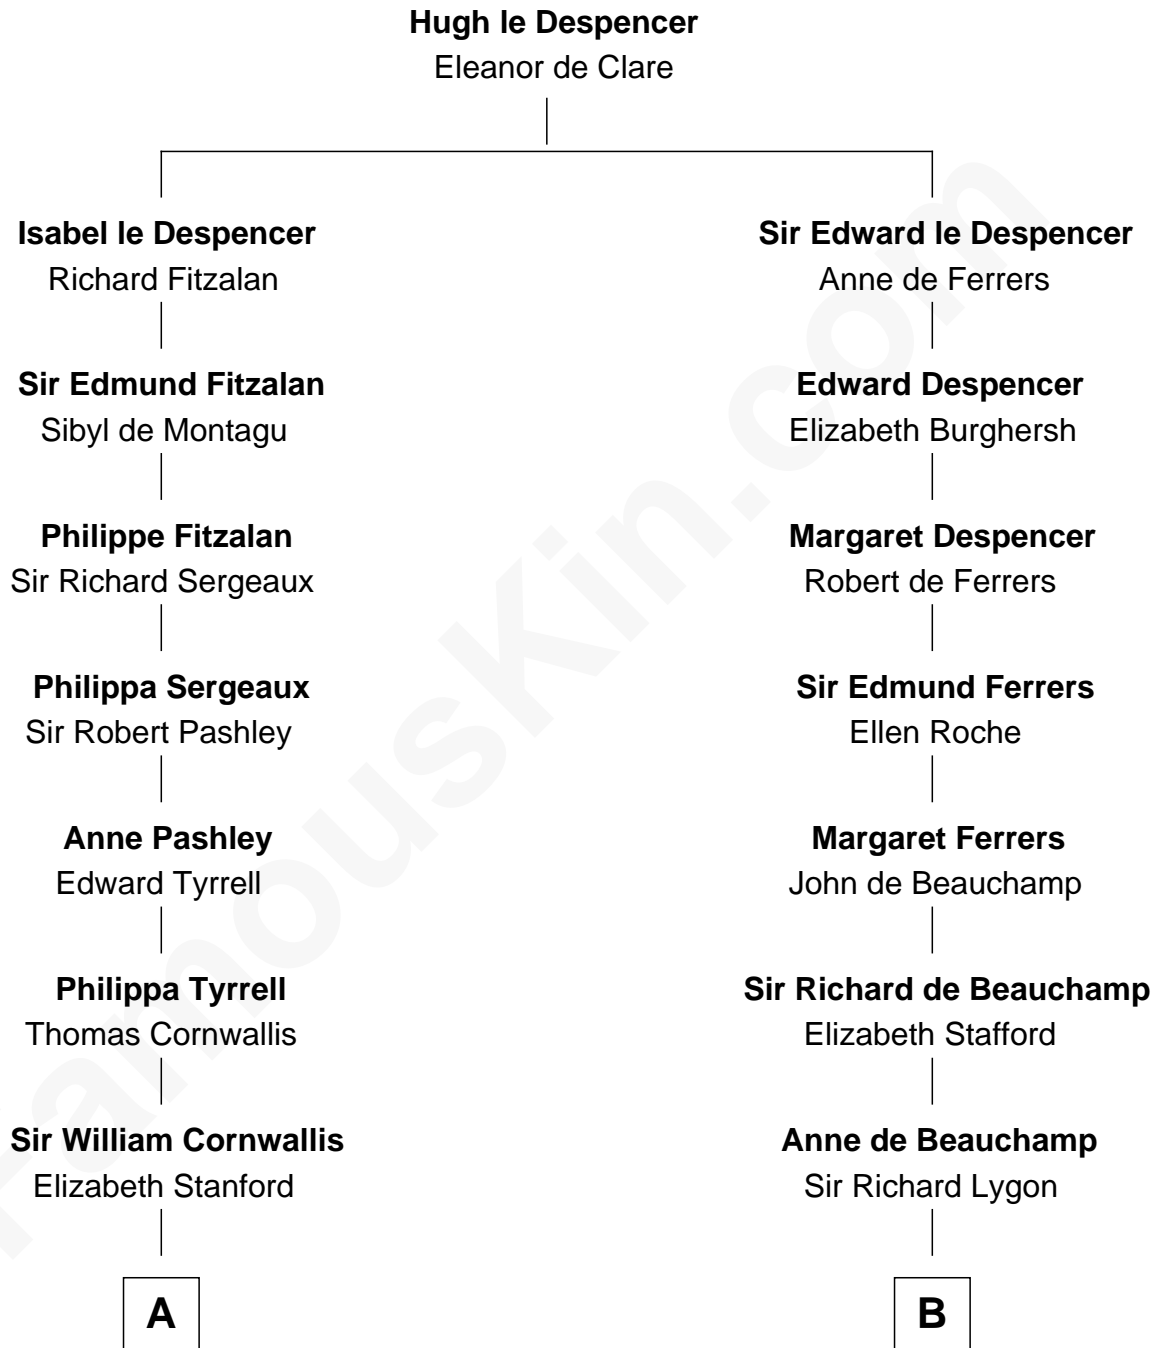 Hugh le Despencer
Eleanor de Clare
Isabel le Despencer
Richard Fitzalan
Sir Edward le Despencer
Anne de Ferrers
Sir Edmund Fitzalan
Sibyl de Montagu
Edward Despencer
Elizabeth Burghersh
Philippe Fitzalan
Sir Richard Sergeaux
Margaret Despencer
Robert de Ferrers
Philippa Sergeaux
Sir Robert Pashley
Sir Edmund Ferrers
Ellen Roche
Anne Pashley
Edward Tyrrell
Margaret Ferrers
John de Beauchamp
Philippa Tyrrell
Thomas Cornwallis
Sir Richard de Beauchamp
Elizabeth Stafford
Sir William Cornwallis
Elizabeth Stanford
Anne de Beauchamp
Sir Richard Lygon
A
B
FamousKin.com